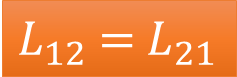 L₁₂ = L₂₁